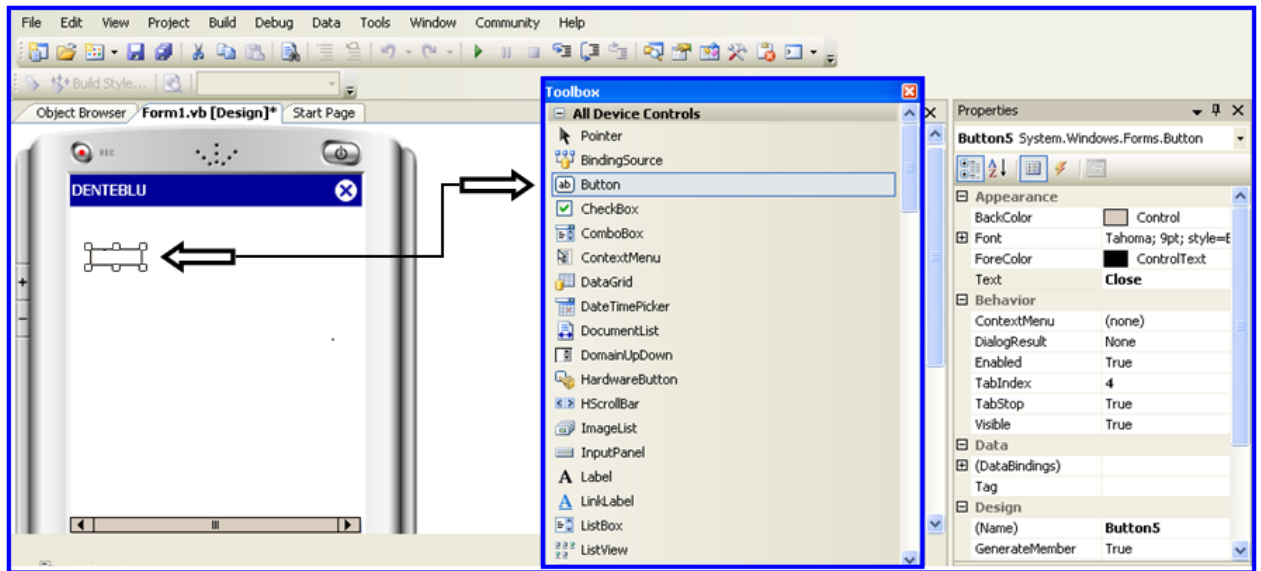 File Edit View Project Build Debug Data Tools Window Community Help
Build Style...
Object Browser Form1.vb [Design]* Start Page
REC
DENTEBLU
Toolbox
All Device Controls
Pointer
BindingSource
Button
CheckBox
ComboBox
ContextMenu
DataGrid
DateTimePicker
DocumentList
DomainUpDown
HardwareButton
HScrollBar
ImageList
InputPanel
Label
LinkLabel
ListBox
ListView
Properties
Button5 System.Windows.Forms.Button
Appearance
BackColor Control
Font Tahoma; 9pt; style=B
ForeColor ControlText
Text Close
Behavior
ContextMenu (none)
DialogResult None
Enabled True
TabIndex 4
TabStop True
Visible True
Data
(DataBindings)
Tag
Design
(Name) Button5
GenerateMember True